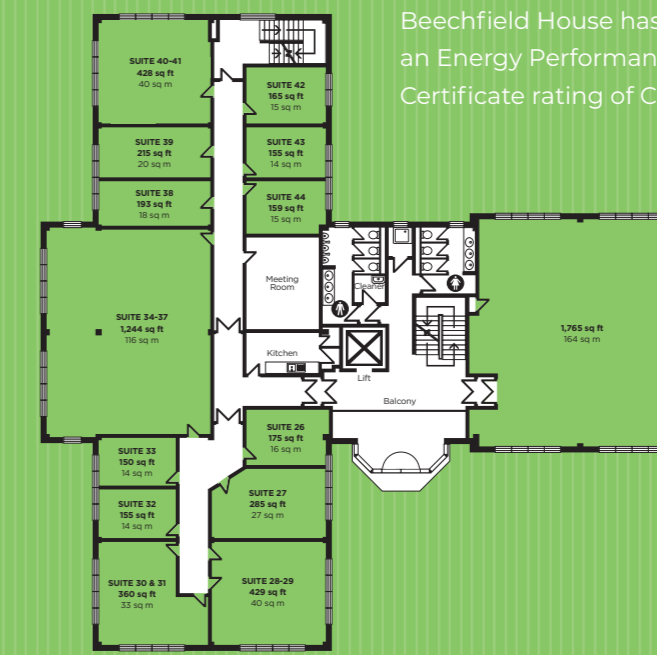 Beechfield House has
an Energy Performan
Certificate rating of C
SUITE 40-41
428 sq ft
40 sq m
SUITE 42
165 sq ft
15 sq m
SUITE 39
215 sq ft
20 sq m
SUITE 43
155 sq ft
14 sq m
SUITE 38
193 sq ft
18 sq m
SUITE 44
159 sq ft
15 sq m
Meeting
Room
Cleaner
SUITE 34-37
1,244 sq ft
116 sq m
1,765 sq ft
164 sq m
Kitchen
Lift
Balcony
SUITE 26
175 sq ft
16 sq m
SUITE 33
150 sq ft
14 sq m
SUITE 27
285 sq ft
27 sq m
SUITE 32
155 sq ft
14 sq m
SUITE 30 & 31
360 sq ft
33 sq m
SUITE 28-29
429 sq ft
40 sq m